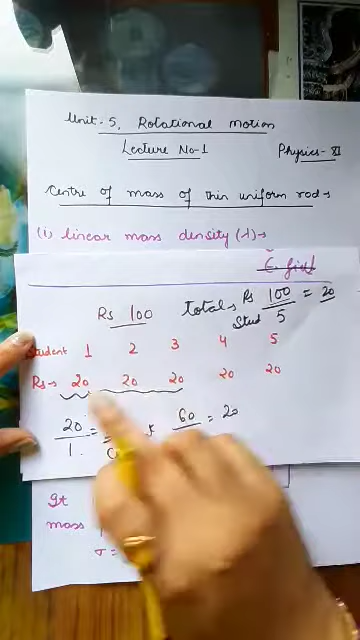 Unit-5, Rotational motion
Lecture No-1 Physics-XI
Centre of mass of thin uniform rod→
(i) linear mass density (λ)→
Rs 100 total→ Rs 100 = 20
Stud 5
Student 1 2 3 4 5
Rs→ 20 20 20 20 20
20 = 60 = 20
1.
gt
mass
σ =